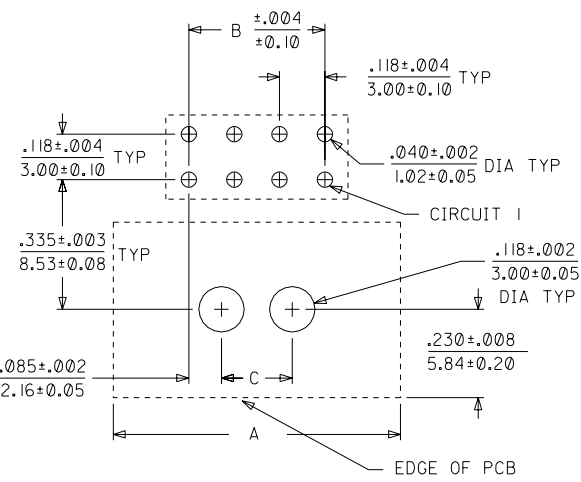 B ±.004
±0.10
.118±.004 TYP
3.00±0.10
.118±.004 TYP
3.00±0.10
.040±.002 DIA TYP
1.02±0.05
CIRCUIT 1
.335±.003 TYP
8.53±0.08
.118±.002
3.00±0.05
DIA TYP
.230±.008
5.84±0.20
.085±.002
2.16±0.05
C
A
EDGE OF PCB